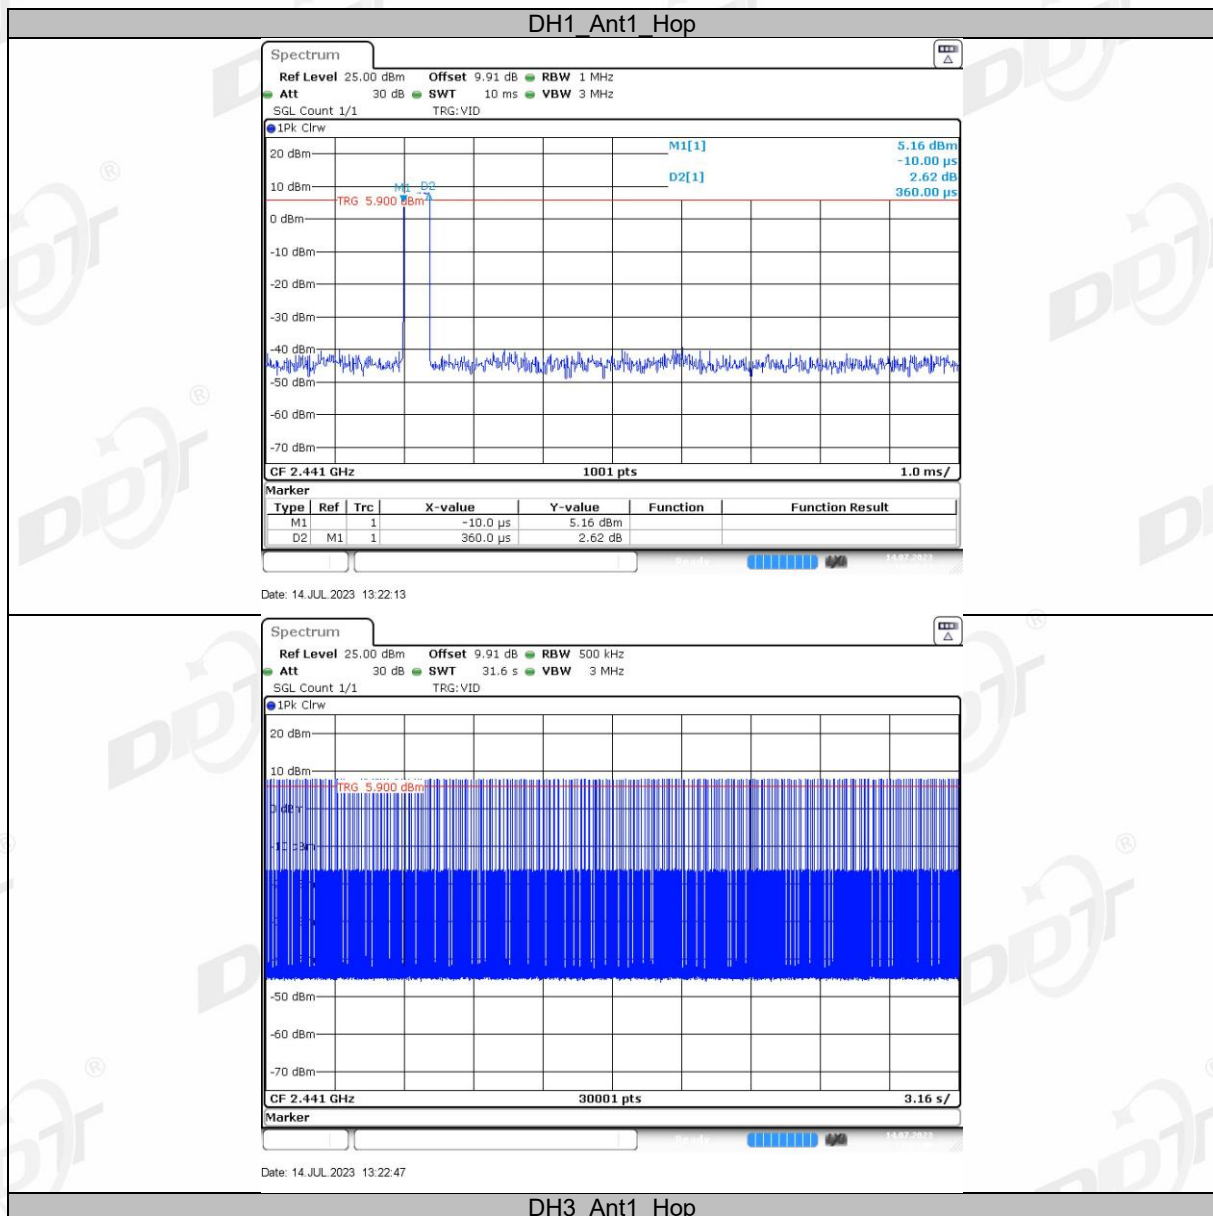 DH1_Ant1_Hop
Spectrum
Ref Level 25.00 dBm Offset 9.91 dB RBW 1 MHz
Att 30 dB SWT 10 ms VBW 3 MHz
SGL Count 1/1 TRG:VID
1Pk Clrw
M1[1] 5.16 dBm
-10.00 µs
D2[1] 2.62 dB
360.00 µs
20 dBm
10 dBm
M1 D2
TRG 5.900 dBm
0 dBm
-10 dBm
-20 dBm
-30 dBm
-40 dBm
-50 dBm
-60 dBm
-70 dBm
CF 2.441 GHz 1001 pts 1.0 ms/
Marker
Type Ref Trc X-value Y-value Function Function Result
M1 1 -10.0 µs 5.16 dBm
D2 M1 1 360.0 µs 2.62 dB
Ready 14.07.2023
Date: 14.JUL.2023 13:22:13
Spectrum
Ref Level 25.00 dBm Offset 9.91 dB RBW 500 kHz
Att 30 dB SWT 31.6 s VBW 3 MHz
SGL Count 1/1 TRG:VID
1Pk Clrw
20 dBm
10 dBm
TRG 5.900 dBm
-50 dBm
-60 dBm
-70 dBm
CF 2.441 GHz 30001 pts 3.16 s/
Marker
Ready 14.07.2023
Date: 14.JUL.2023 13:22:47
DH3_Ant1_Hop
DDT